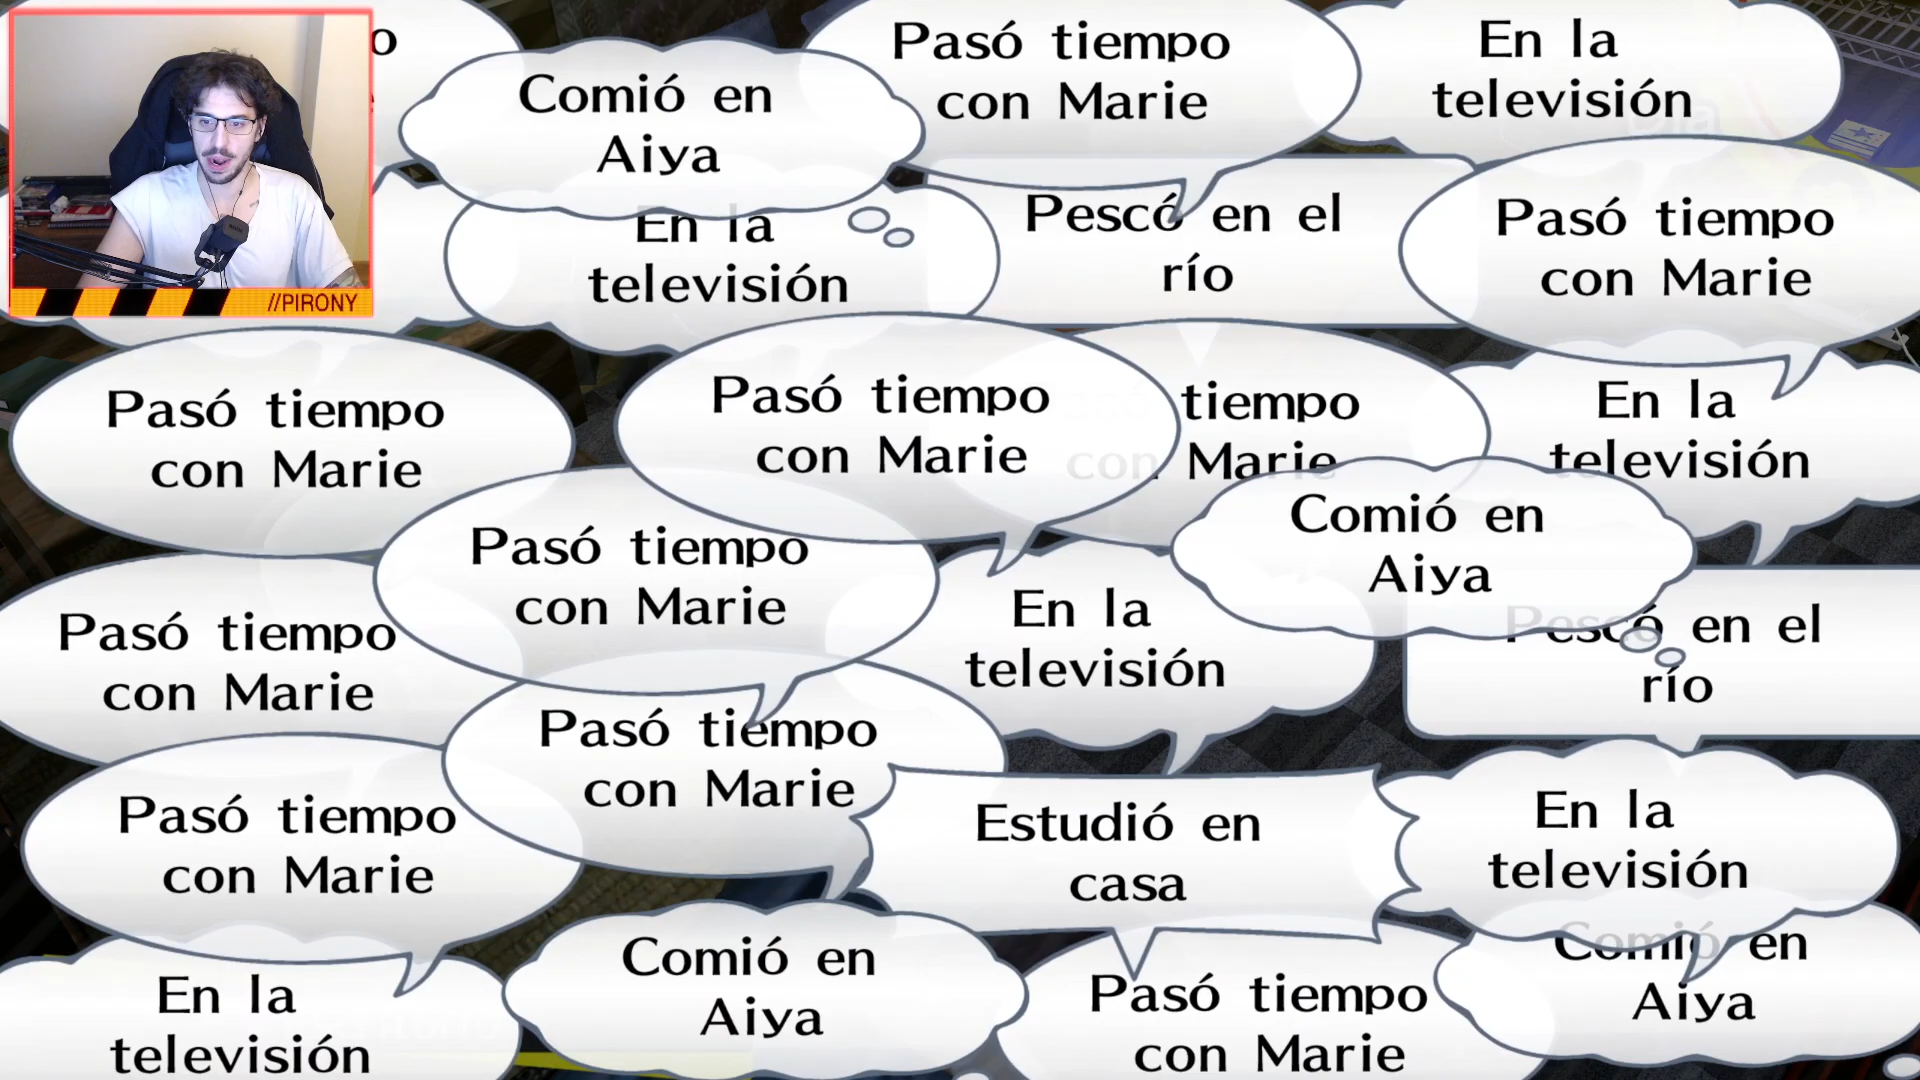 o
Comió en
Aiya
Pasó tiempo
con Marie
En la
televisión
//PIRONY
En la
televisión
Pescó en el
río
Pasó tiempo
con Marie
Pasó tiempo
con Marie
Pasó tiempo
con Marie
tiempo
con Marie
En la
televisión
Pasó tiempo
con Marie
Comió en
Aiya
Pasó tiempo
con Marie
En la
televisión
Pescó en el
río
Pasó tiempo
con Marie
Pasó tiempo
con Marie
Estudió en
casa
En la
televisión
En la
televisión
Comió en
Aiya
Pasó tiempo
con Marie
Comió en
Aiya